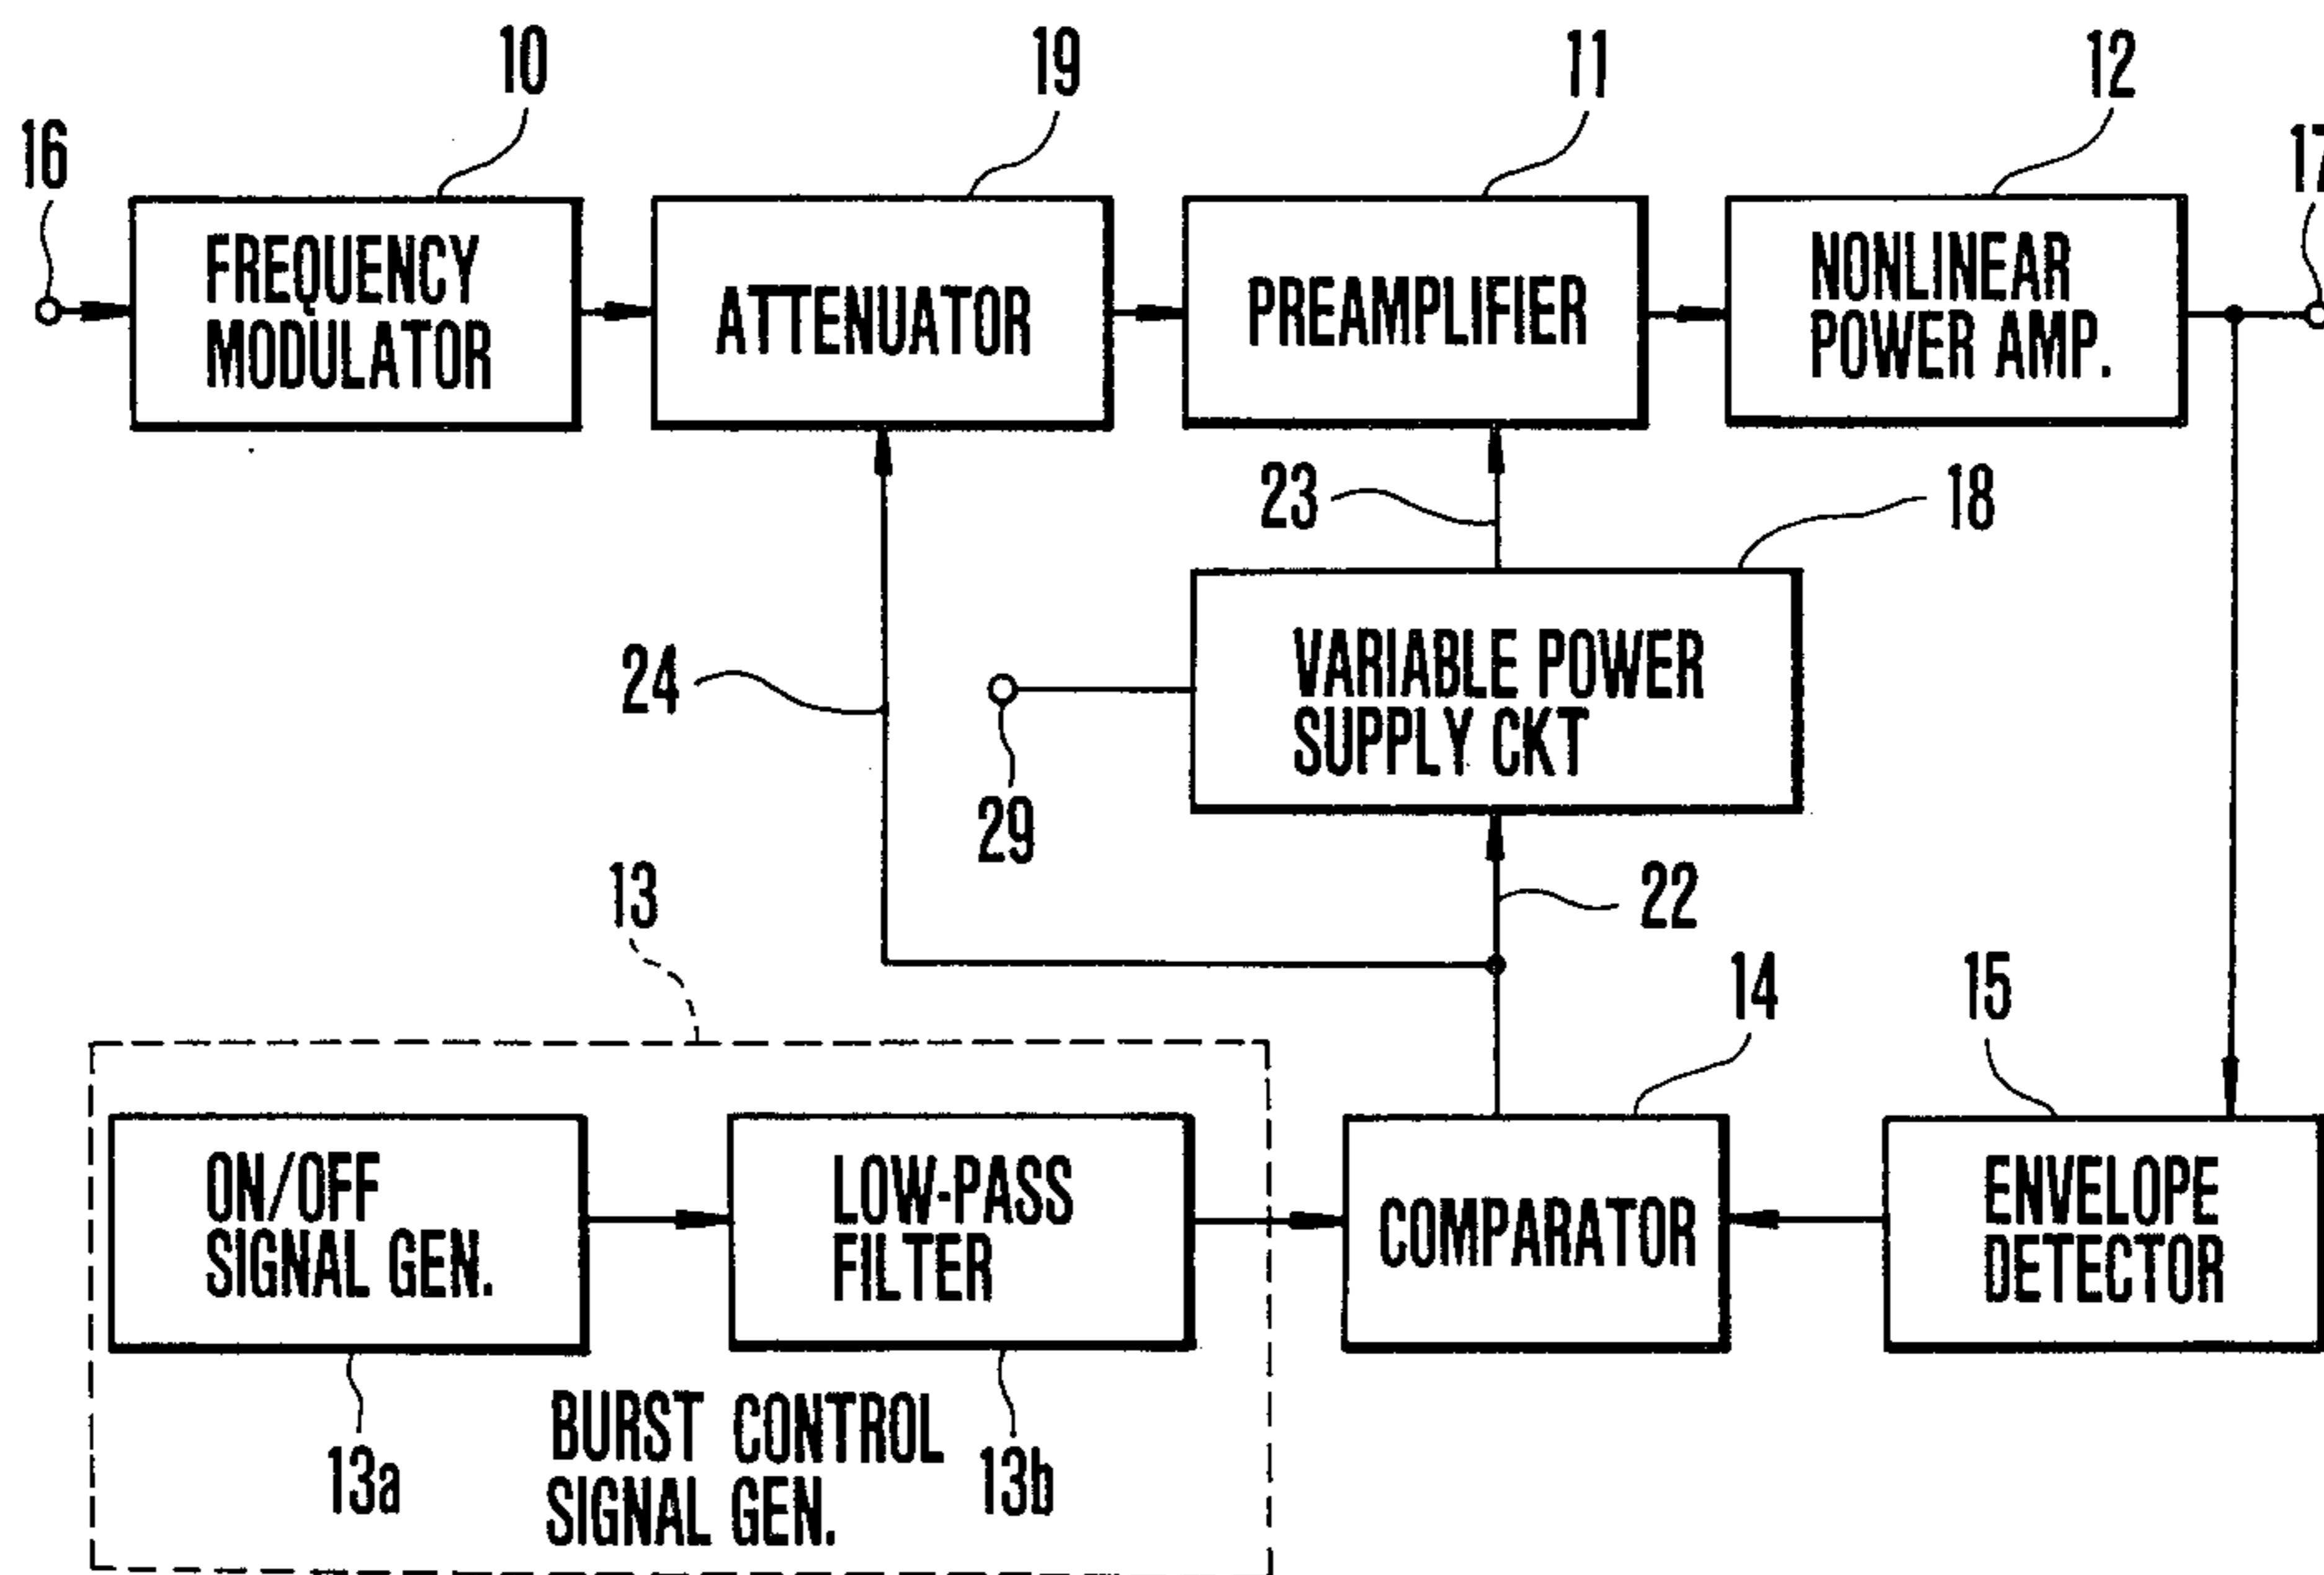 10
19
11
12
16
17
FREQUENCY
MODULATOR
ATTENUATOR
PREAMPLIFIER
NONLINEAR
POWER AMP.
23
18
24
VARIABLE POWER
SUPPLY CKT
29
13
22
14
15
ON/OFF
SIGNAL GEN.
LOW-PASS
FILTER
COMPARATOR
ENVELOPE
DETECTOR
13a
BURST CONTROL
SIGNAL GEN.
13b